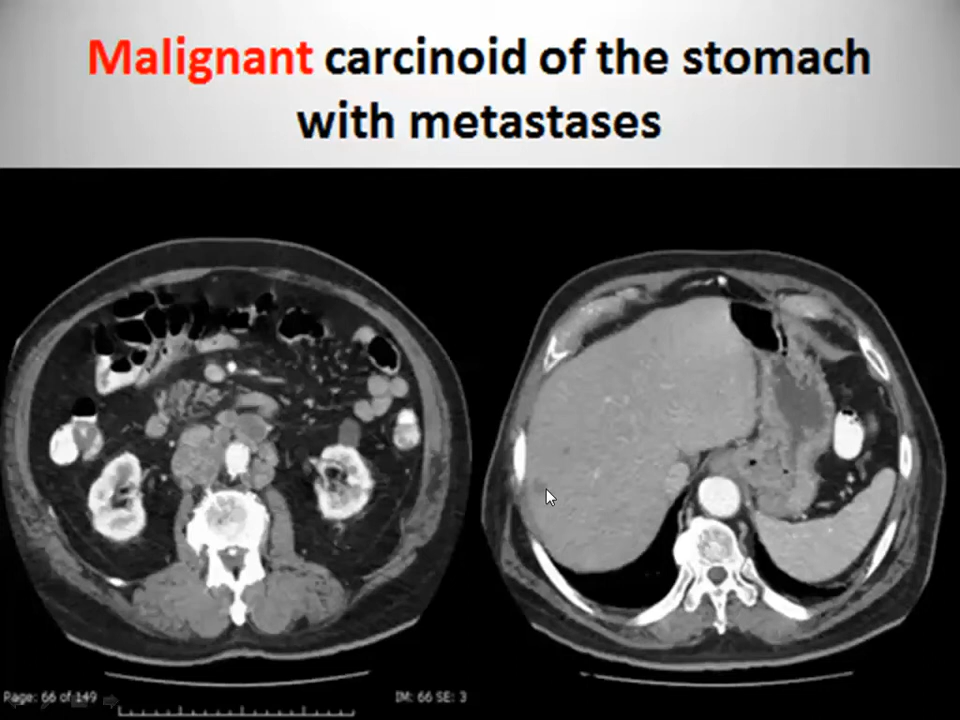 Malignant carcinoid of the stomach
with metastases
Page: 66 of 149
IM: 66 SE: 3